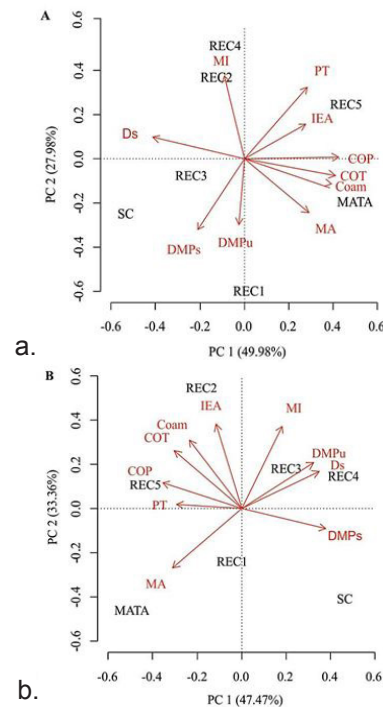 A
0.6
0.4
0.2
0.0
-0.2
-0.4
-0.6
PC 2 (27.98%)
REC4
MI
REC2
PT
REC5
IEA
Ds
COP
REC3
COT
Coam
MATA
SC
MA
DMPs
DMPu
REC1
-0.6 -0.4 -0.2 0.0 0.2 0.4 0.6
PC 1 (49.98%)
a.
B
0.6
0.4
0.2
0.0
-0.2
-0.4
-0.6
PC 2 (33.36%)
REC2
IEA
MI
Coam
COT
DMPu
COP
REC3
Ds
REC5
REC4
PT
DMPs
REC1
MA
SC
MATA
-0.6 -0.4 -0.2 0.0 0.2 0.4 0.6
PC 1 (47.47%)
b.